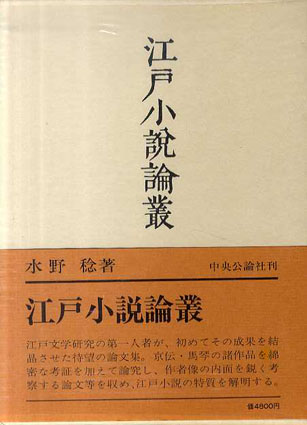 江戸小説論叢
水野 稔著
中央公論社刊
江戸小説論叢
江戸文学研究の第一人者が、初めてその成果を結
晶させた待望の論文集。京伝・馬琴の諸作品を綿
密な考証を加えて論究し、作者像の内面を鋭く考
察する論文等を収め、江戸小説の特質を解明する。
価4600円